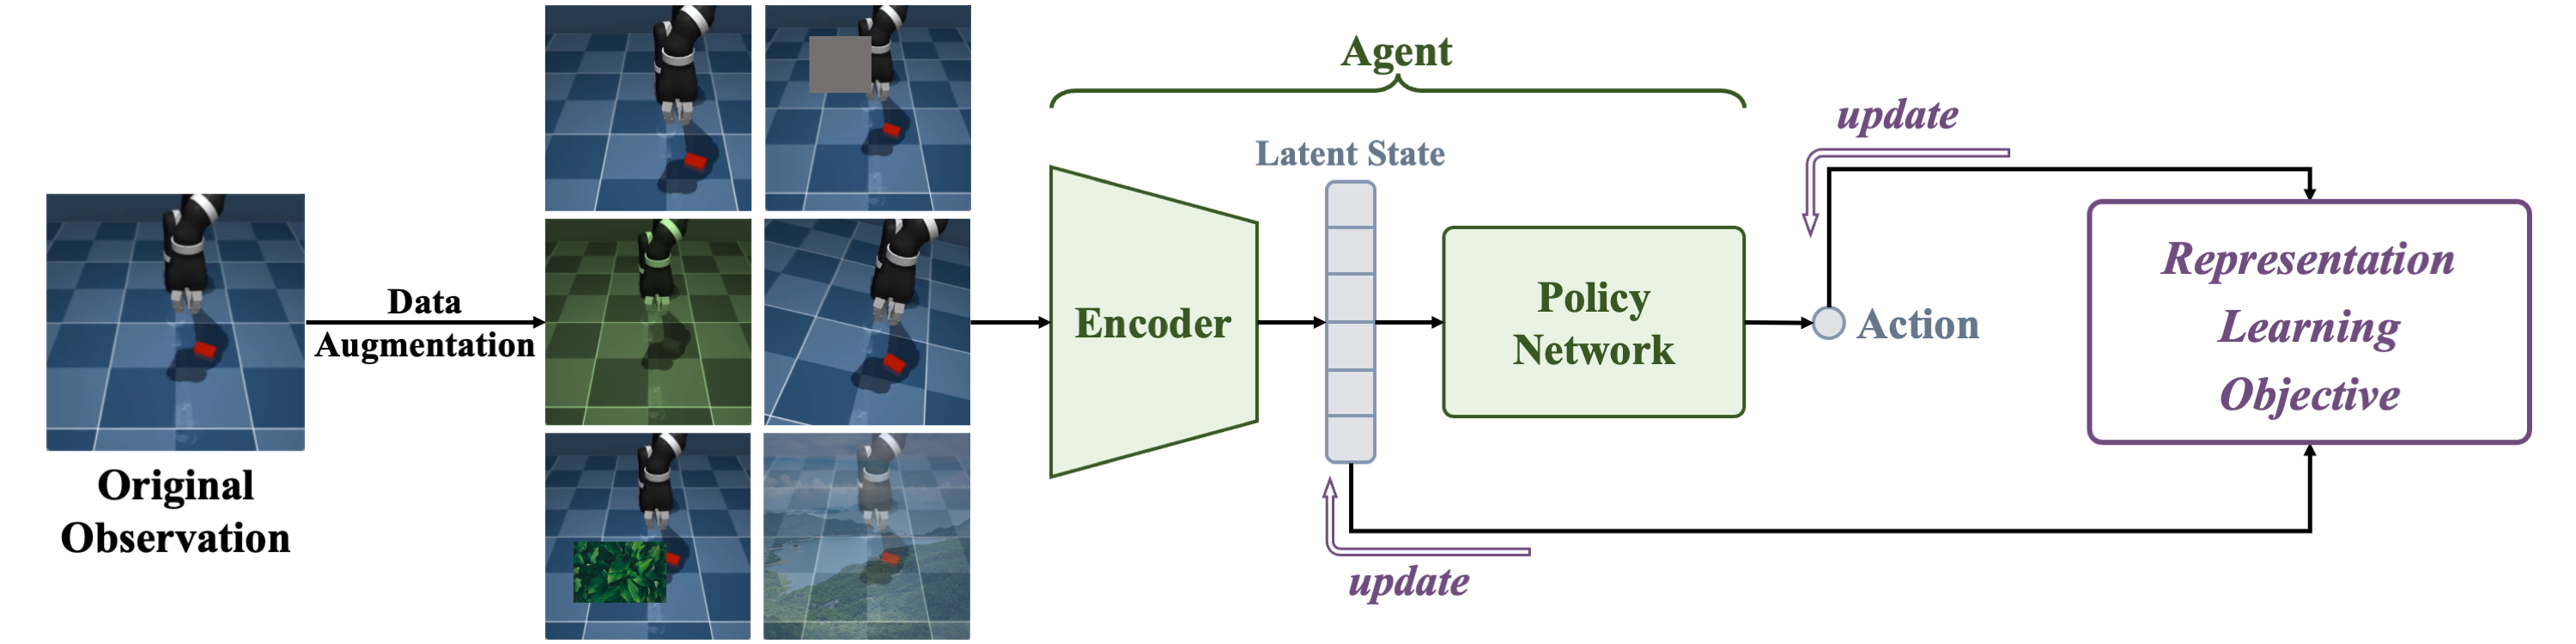 Original
Observation
Data
Augmentation
Agent
Encoder
Latent State
Policy
Network
update
Action
update
Representation
Learning
Objective